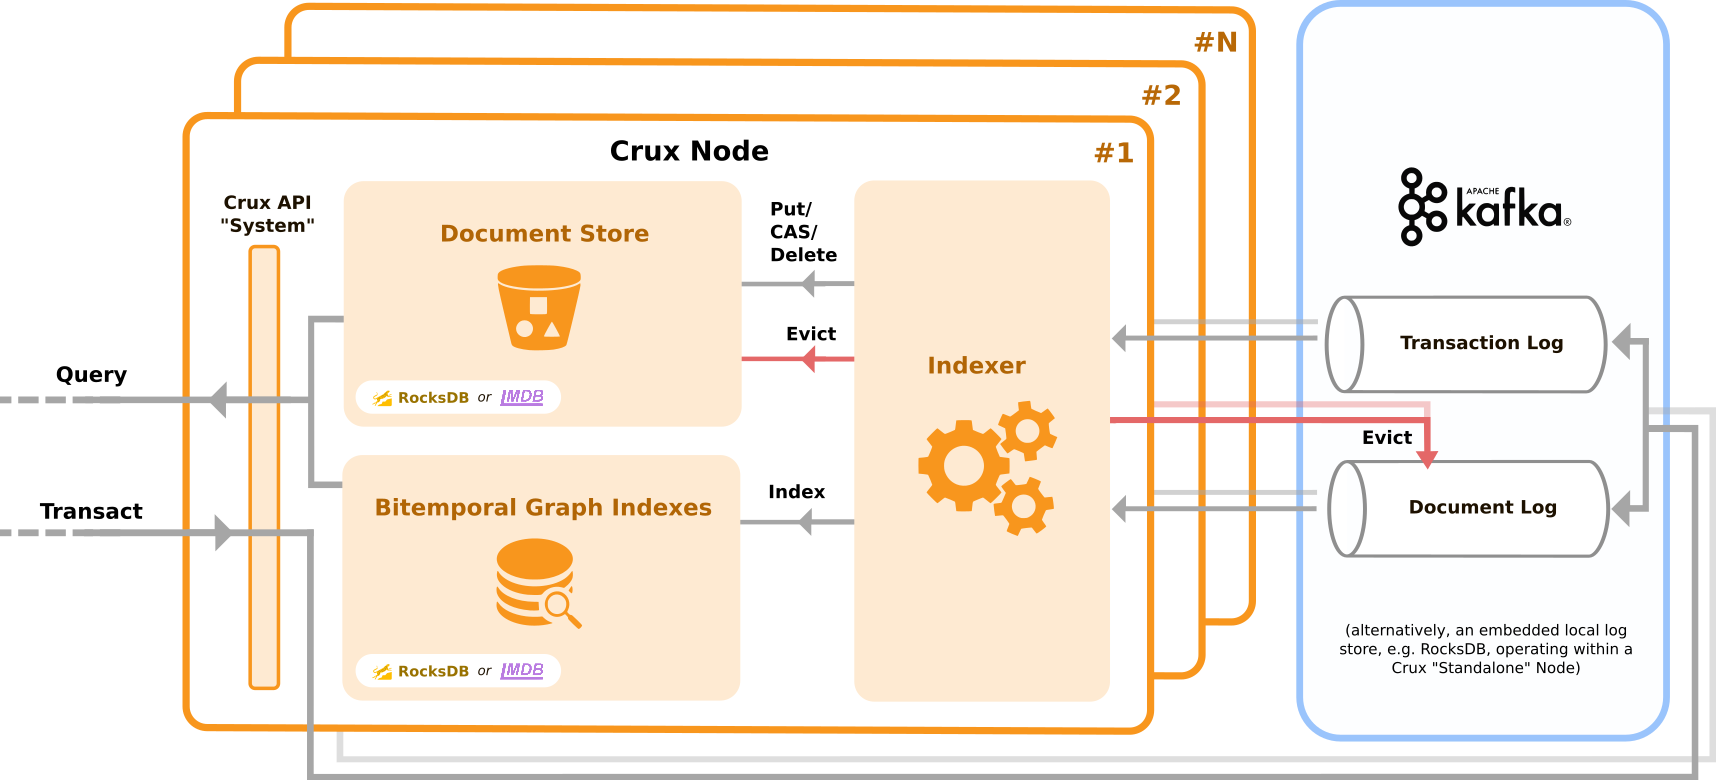 #N
#2
#1
Crux Node
Crux API
"System"
Document Store
RocksDB or LMDB
Put/
CAS/
Delete
Evict
Query
Transact
Bitemporal Graph Indexes
RocksDB or LMDB
Index
Indexer
APACHE
kafka®
Transaction Log
Evict
Document Log
(alternatively, an embedded local log
store, e.g. RocksDB, operating within a
Crux "Standalone" Node)